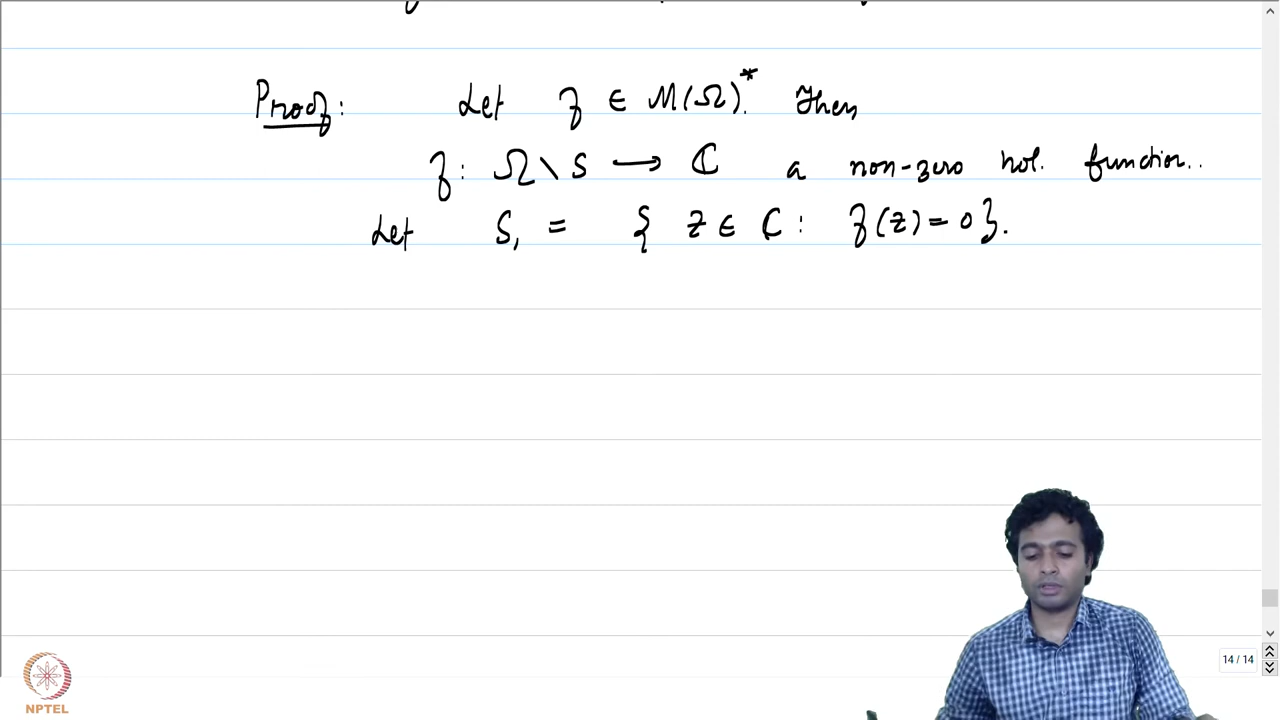 Proof: Let f ∈ M(Ω)*. Then
f: Ω \ S ⟶ ℂ a non-zero hol. function..
Let S₁ = { z ∈ ℂ : f(z) = 0}.
14 / 14
NPTEL